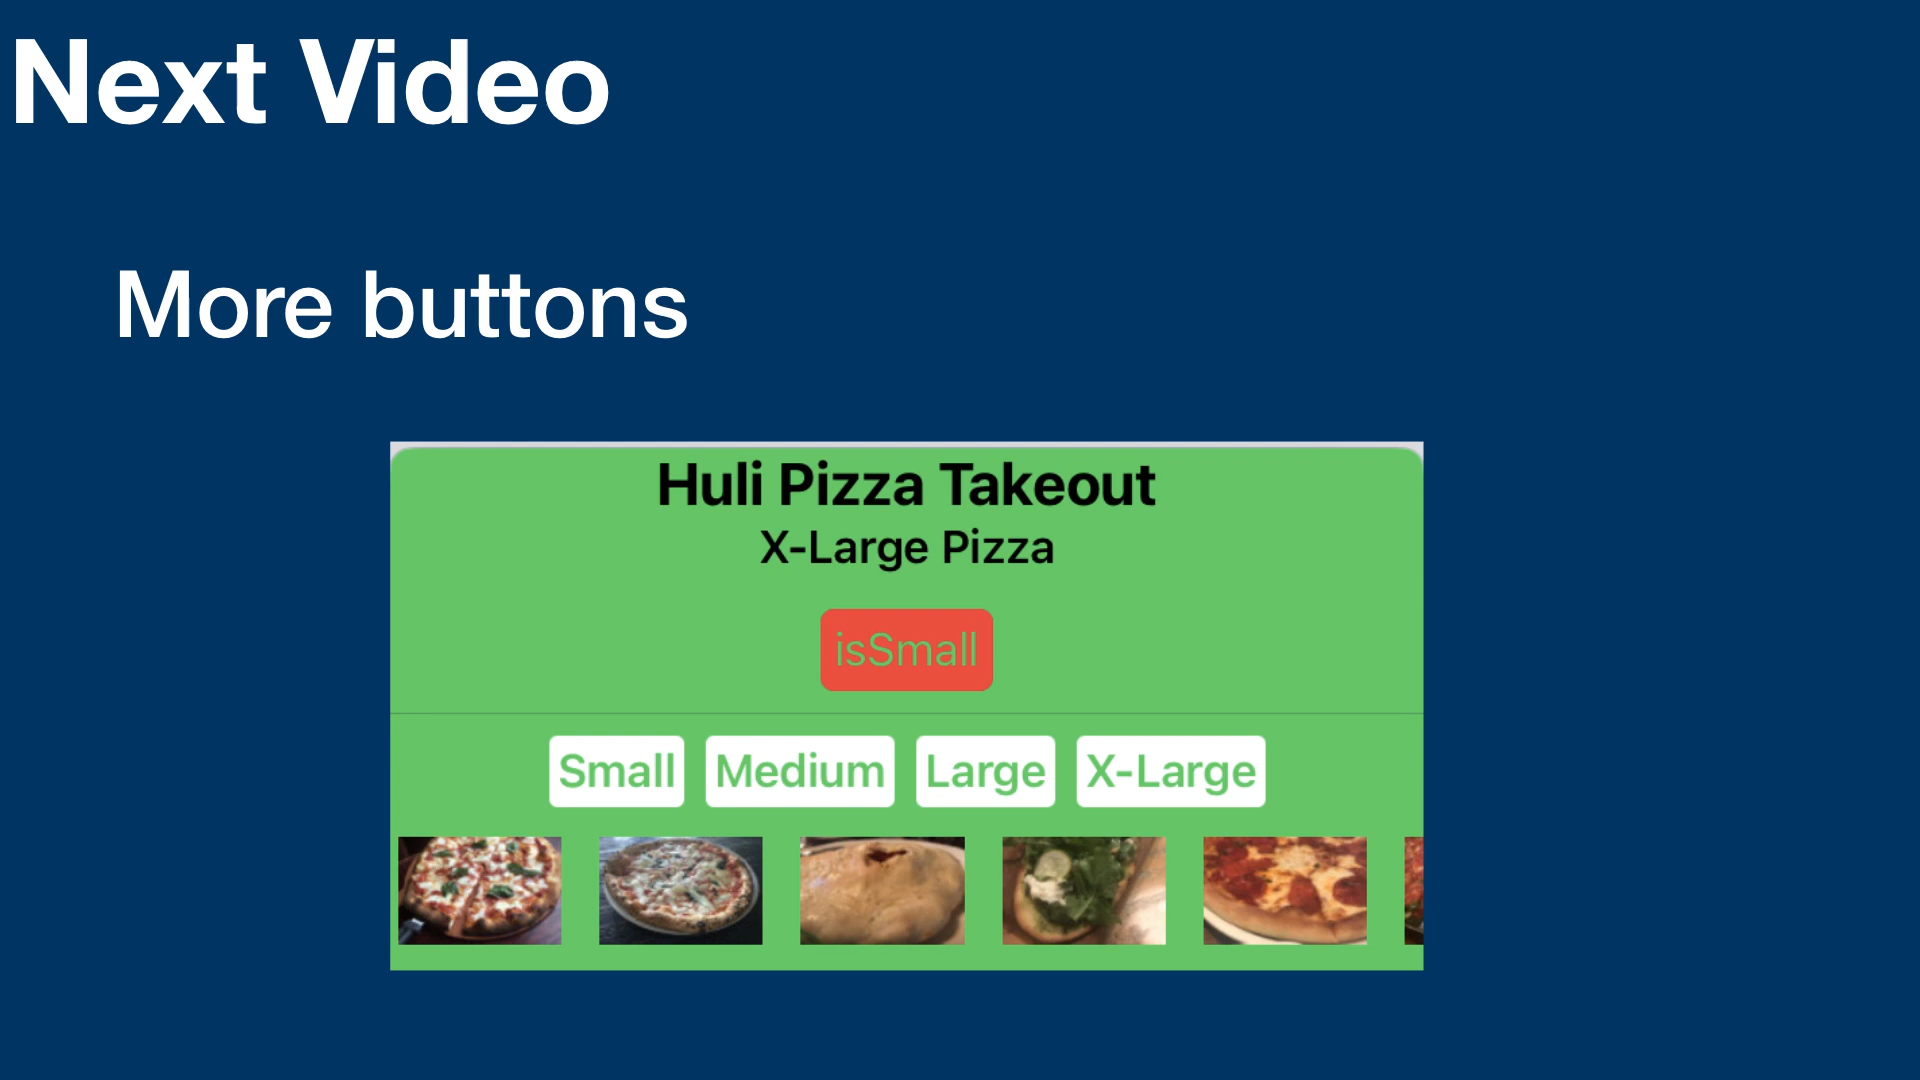 Next Video
More buttons
Huli Pizza Takeout
X-Large Pizza
isSmall
Small Medium Large X-Large